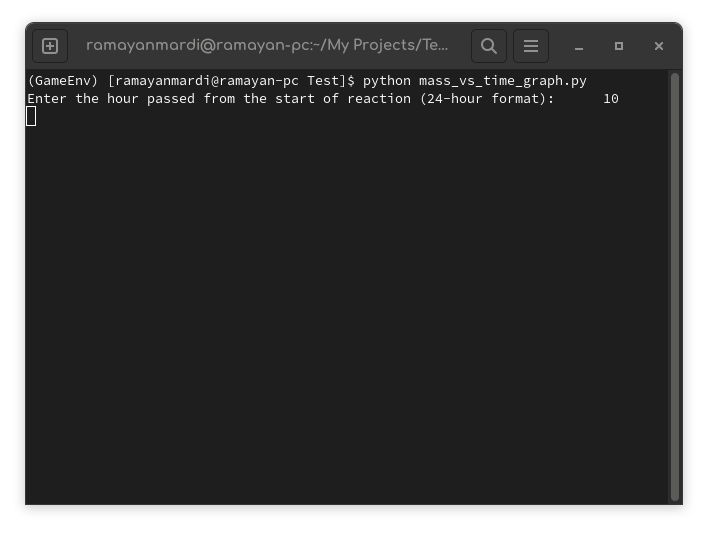 ramayanmardi@ramayan-pc:~/My Projects/Te...
(GameEnv) [ramayanmardi@ramayan-pc Test]$ python mass_vs_time_graph.py
Enter the hour passed from the start of reaction (24-hour format):      10